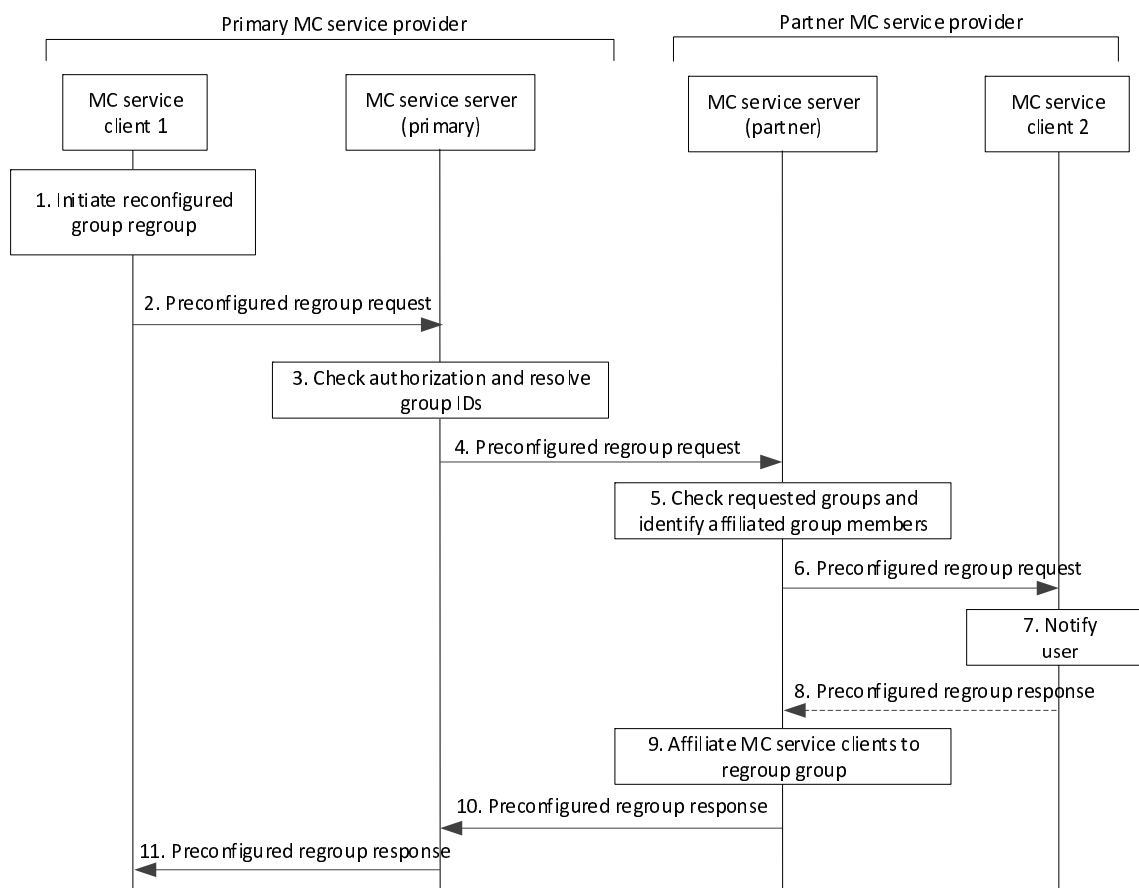 Primary MC service provider
Partner MC service provider
MC service
client 1
MC service server
(primary)
MC service server
(partner)
MC service
client 2
1. Initiate reconfigured
group regroup
2. Preconfigured regroup request
3. Check authorization and resolve
group IDs
4. Preconfigured regroup request
5. Check requested groups and
identify affiliated group members
6. Preconfigured regroup request
7. Notify
user
8. Preconfigured regroup response
9. Affiliate MC service clients to
regroup group
10. Preconfigured regroup response
11. Preconfigured regroup response